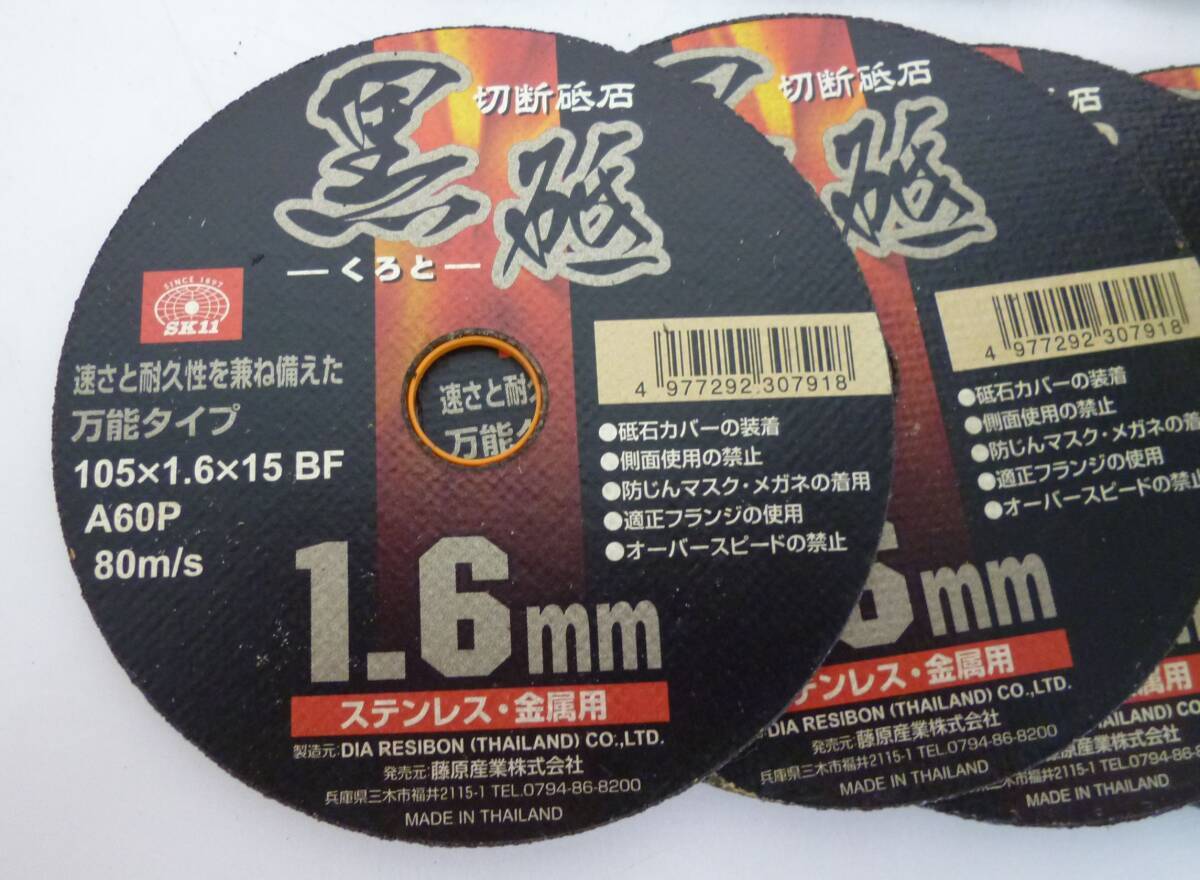 切断砥石
黒砥
―くろと―
SINCE 1897
SK11
速さと耐久性を兼ね備えた
万能タイプ
105×1.6×15 BF
A60P
80m/s
速さと耐
万能タ
4 977292 307918
●砥石カバーの装着
●側面使用の禁止
●防じんマスク・メガネの着用
●適正フランジの使用
●オーバースピードの禁止
1.6mm
ステンレス・金属用
製造元:DIA RESIBON (THAILAND) CO.,LTD.
発売元:藤原産業株式会社
兵庫県三木市福井2115-1 TEL.0794-86-8200
MADE IN THAILAND
切断砥石
砥
4 977292 307918
●砥石カバーの装着
●側面使用の禁止
●防じんマスク・メガネの着
●適正フランジの使用
●オーバースピードの禁止
6mm
テンレス・金属用
DIA RESIBON (THAILAND) CO.,LTD.
発売元:藤原産業株式会社
兵庫県三木市福井2115-1 TEL.0794-86-8200
MADE IN THAILAND
石
属用
MADE IN THAILAND